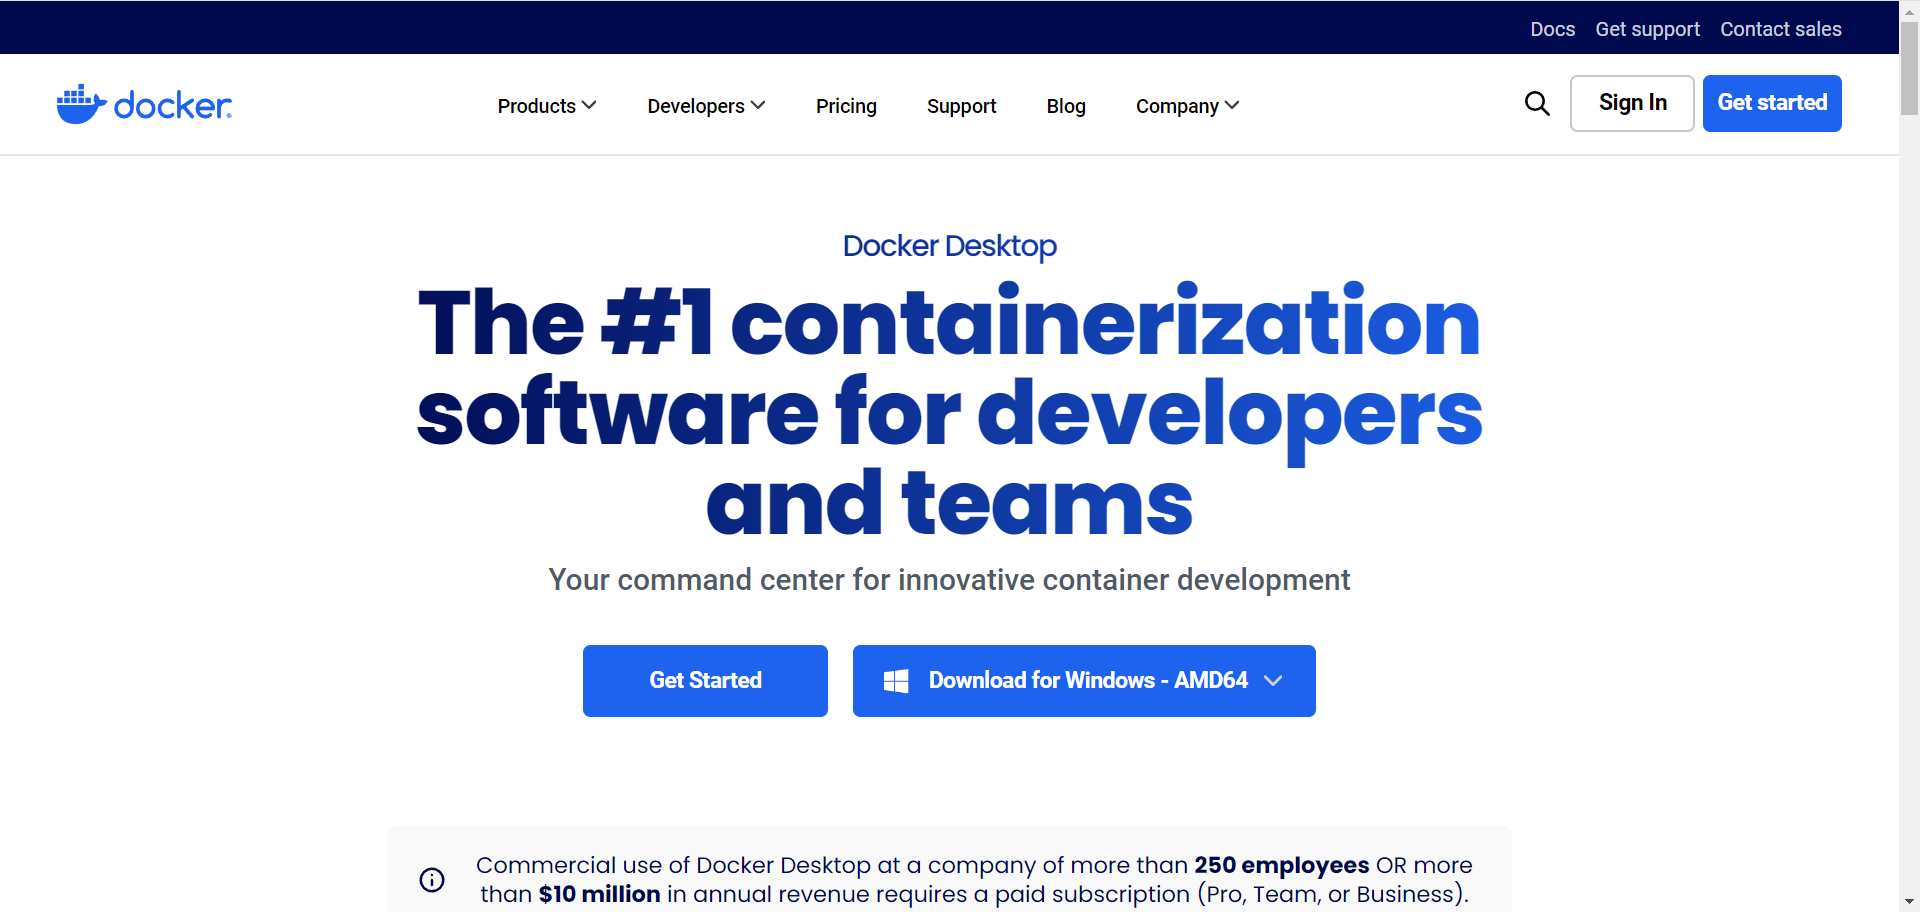 Docs Get support Contact sales
docker
Products Developers Pricing Support Blog Company Sign In Get started
Docker Desktop
The #1 containerization
software for developers
and teams
Your command center for innovative container development
Get Started Download for Windows - AMD64
Commercial use of Docker Desktop at a company of more than 250 employees OR more
than $10 million in annual revenue requires a paid subscription (Pro, Team, or Business).